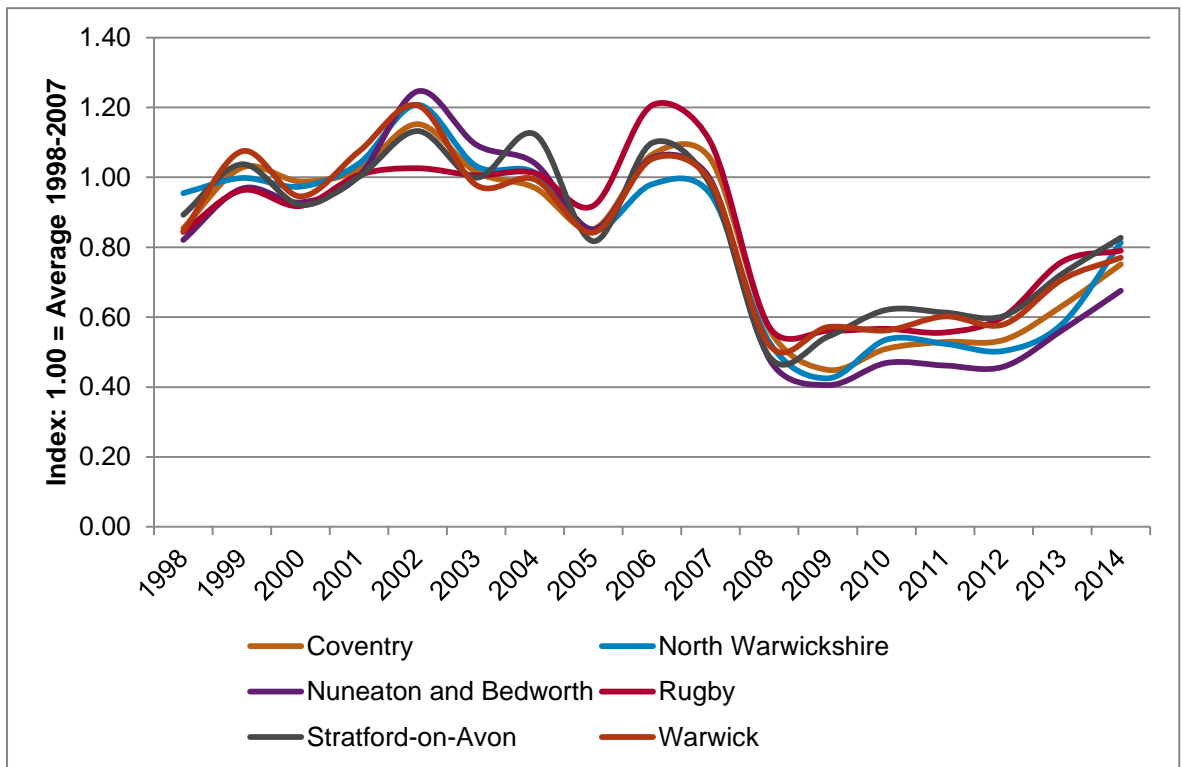 1.40
1.20
1.00
0.80
0.60
0.40
0.20
0.00
Index: 1.00 = Average 1998-2007
1998 1999 2000 2001 2002 2003 2004 2005 2006 2007 2008 2009 2010 2011 2012 2013 2014
Coventry North Warwickshire
Nuneaton and Bedworth Rugby
Stratford-on-Avon Warwick